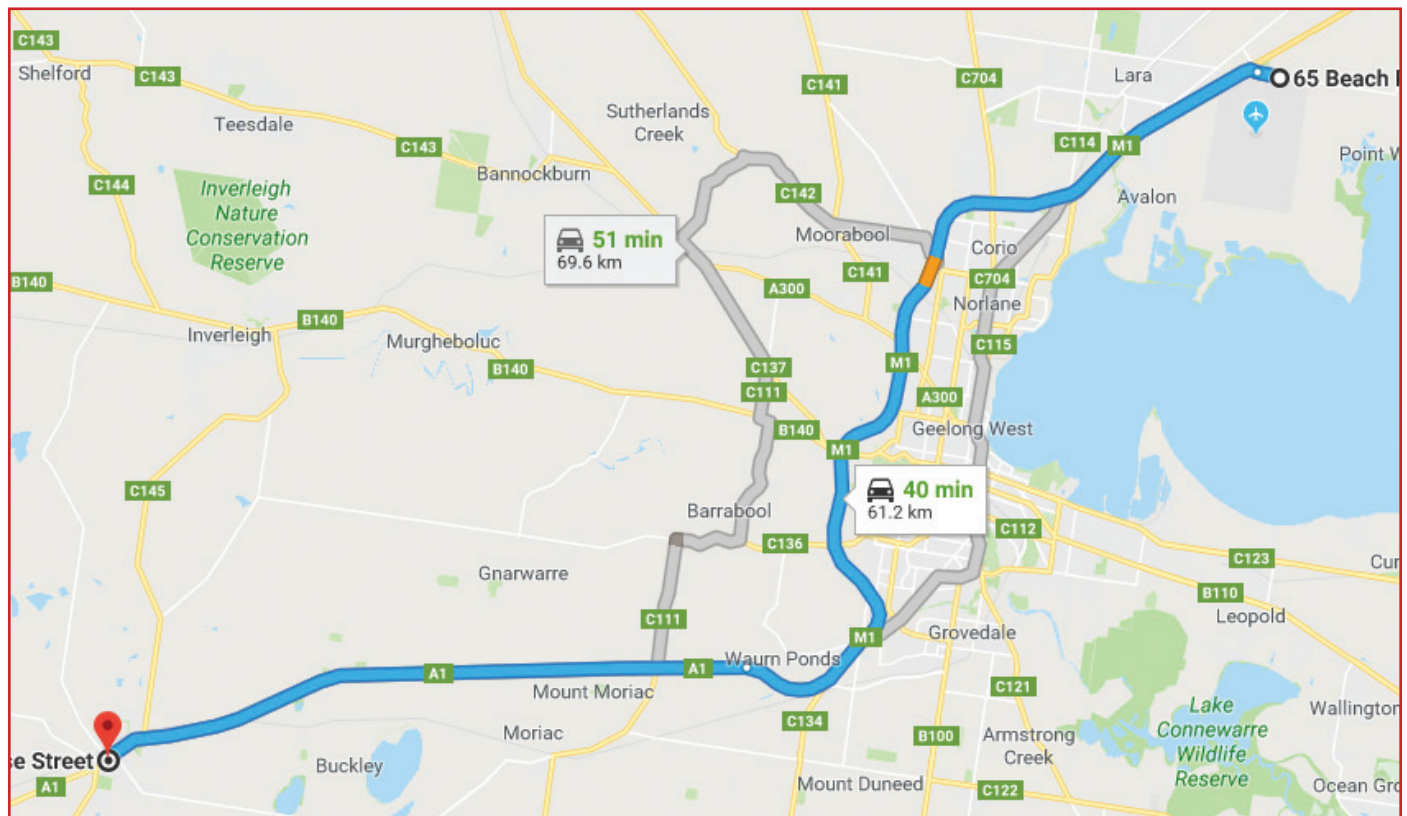 C143
Shelford
C143
C141
C704
Lara
65 Beach
Teesdale
Sutherlands
Creek
C143
C114
M1
Point
Bannockburn
C144
Inverleigh
Nature
Conservation
Reserve
C142
Avalon
51 min
69.6 km
Moorabool
Corio
C141
C704
B140
A300
Norlane
B140
Inverleigh
Murgheboluc
C115
M1
B140
C137
C111
A300
B140
Geelong West
M1
C145
40 min
61.2 km
Barrabool
C112
C136
C123
Gnarwarre
B110
Leopold
C111
M1
Grovedale
A1
A1
Waurn Ponds
Mount Moriac
C121
Moriac
C134
B100
Armstrong
Creek
Lake
Connewarre
Wildlife
Reserve
Wallington
se Street
Buckley
A1
Mount Duneed
C122
Ocean Gro